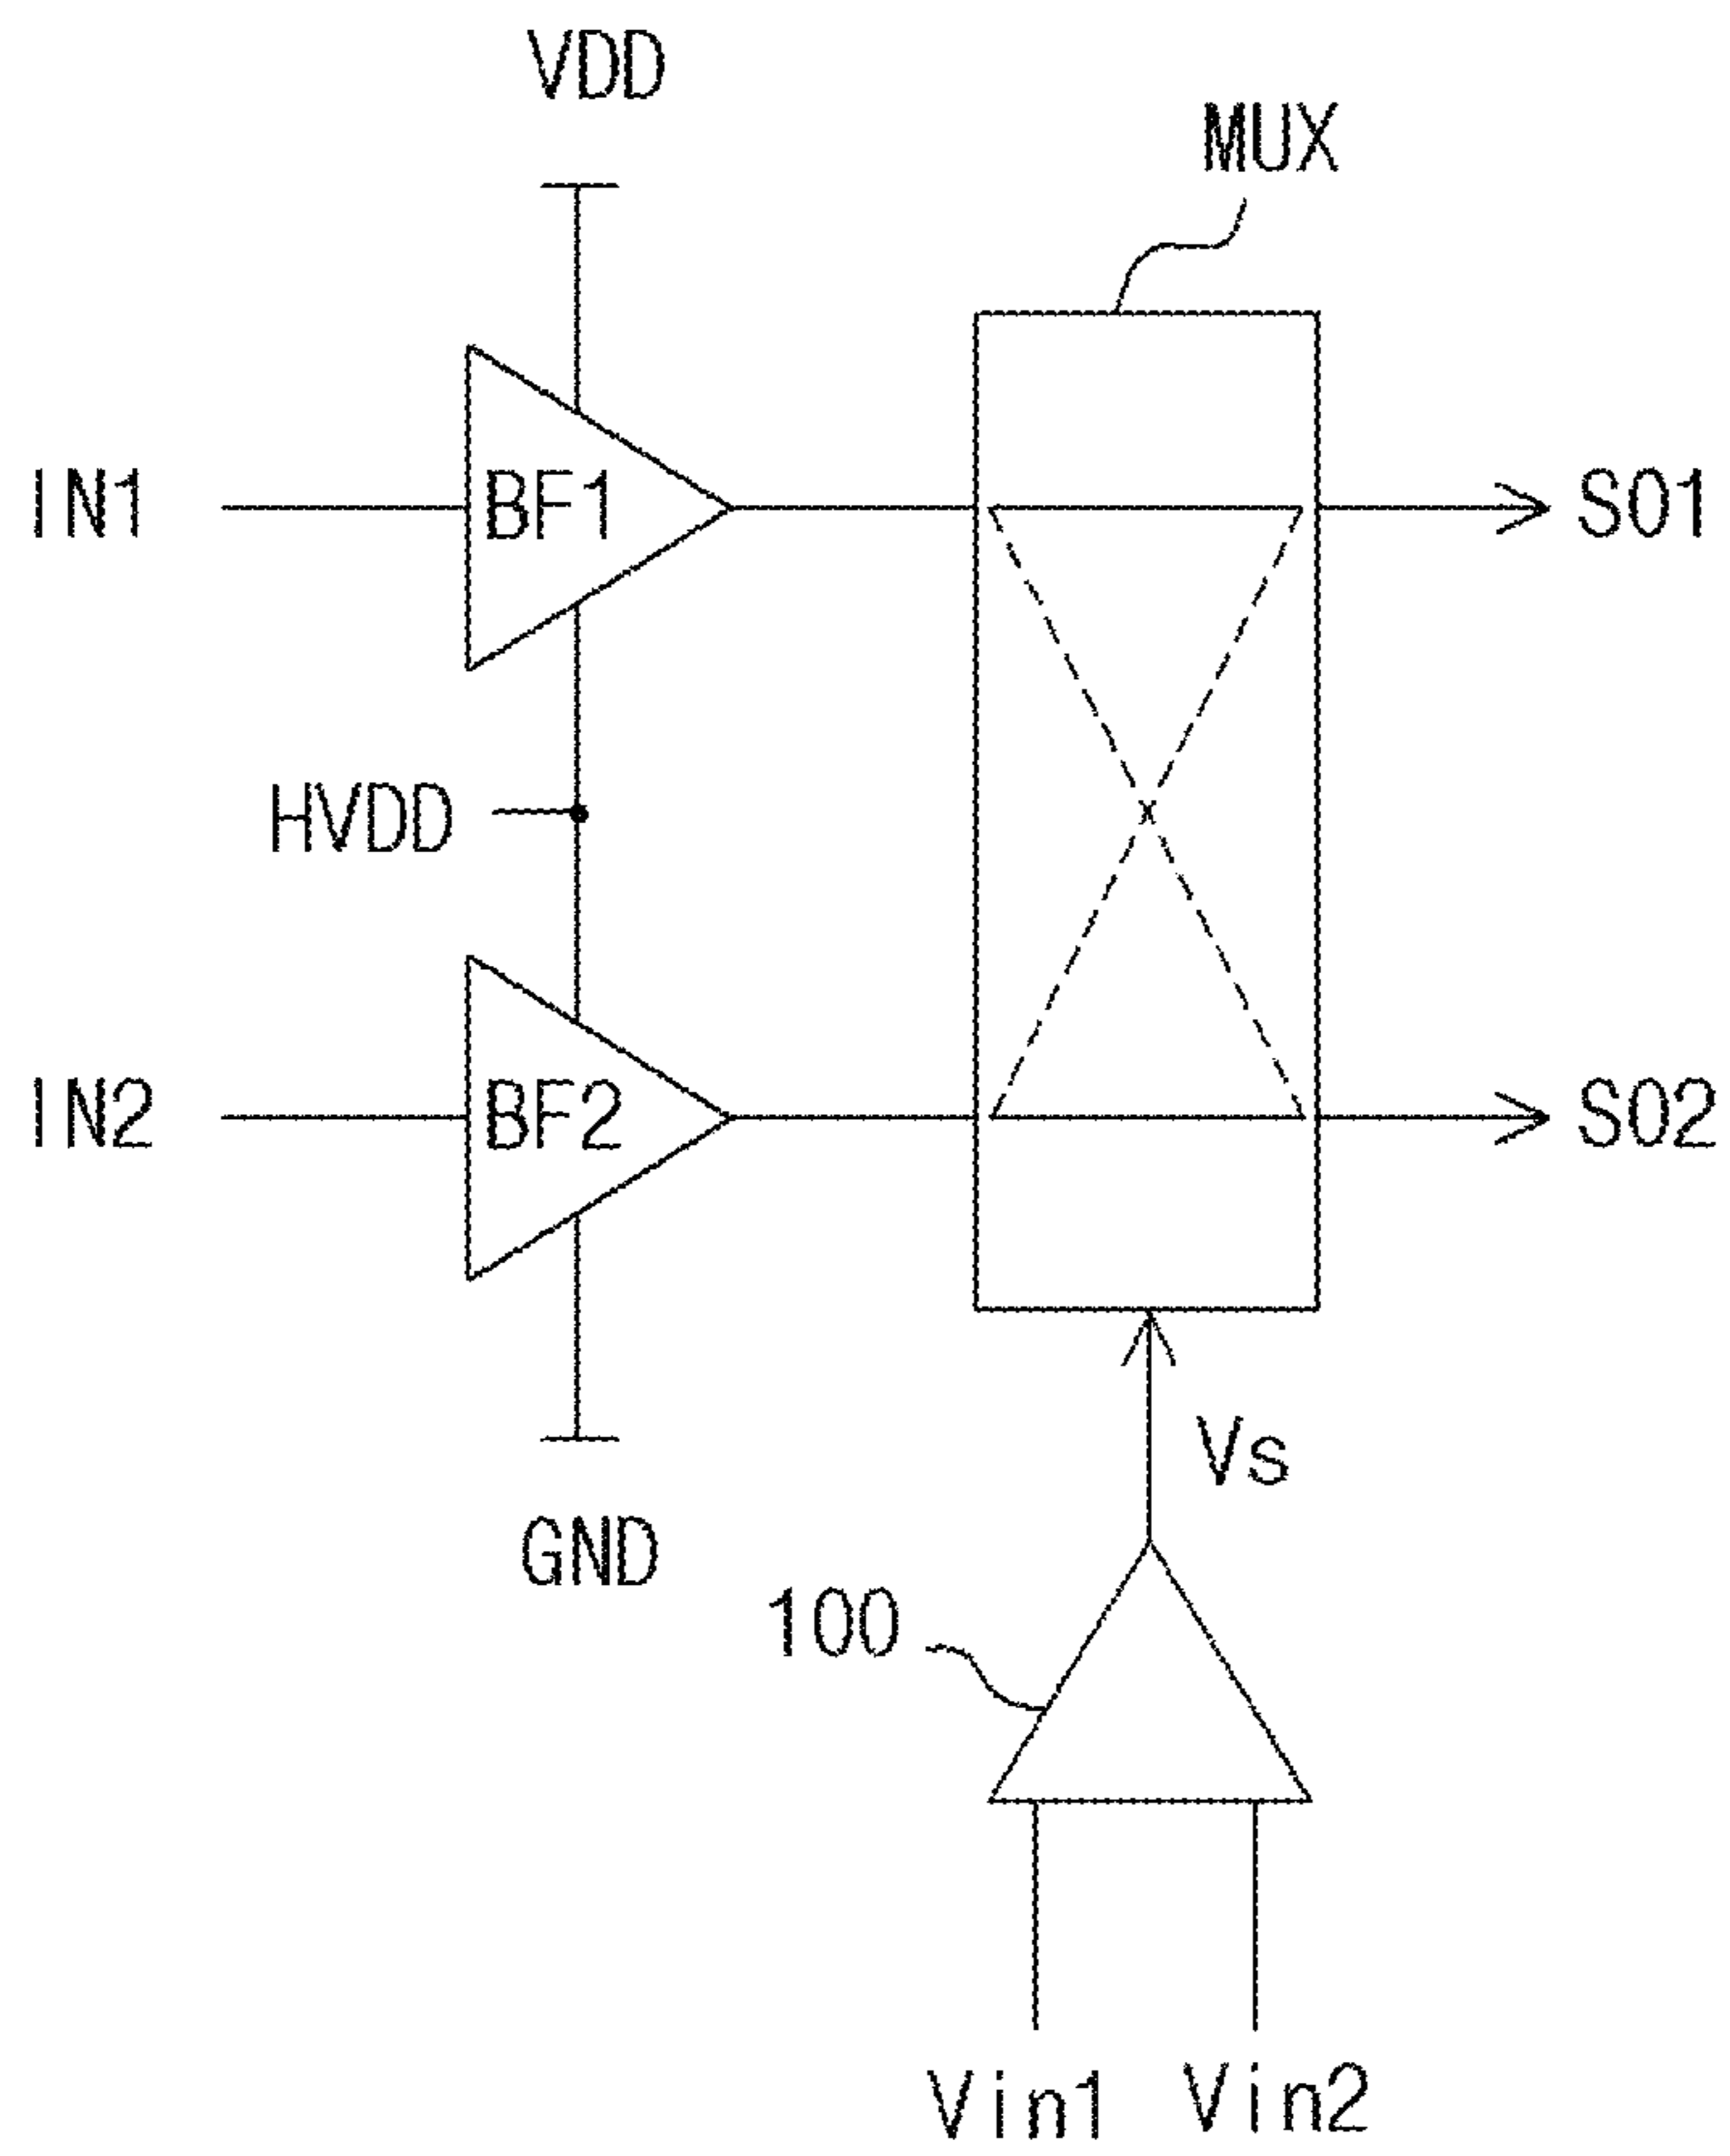 VDD
MUX
IN1
BF1
SO1
HVDD
IN2
BF2
SO2
Vs
GND
100
Vin1
Vin2